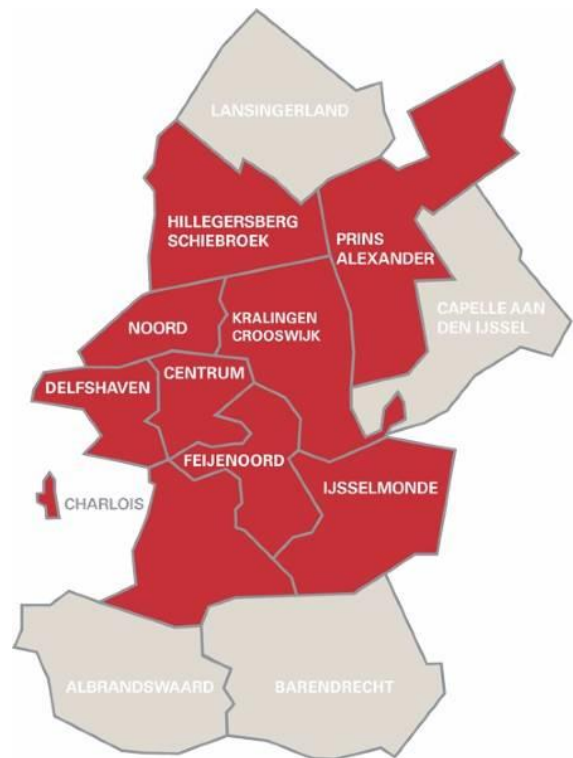 LANSINGERLAND
HILLEGERSBERG
SCHIEBROEK
PRINS
ALEXANDER
CAPELLE AAN
DEN IJSSEL
NOORD
KRALINGEN
CROOSWIJK
DELFSHAVEN
CENTRUM
FEIJENOORD
IJSSELMONDE
CHARLOIS
ALBRANDSWAARD
BARENDRECHT